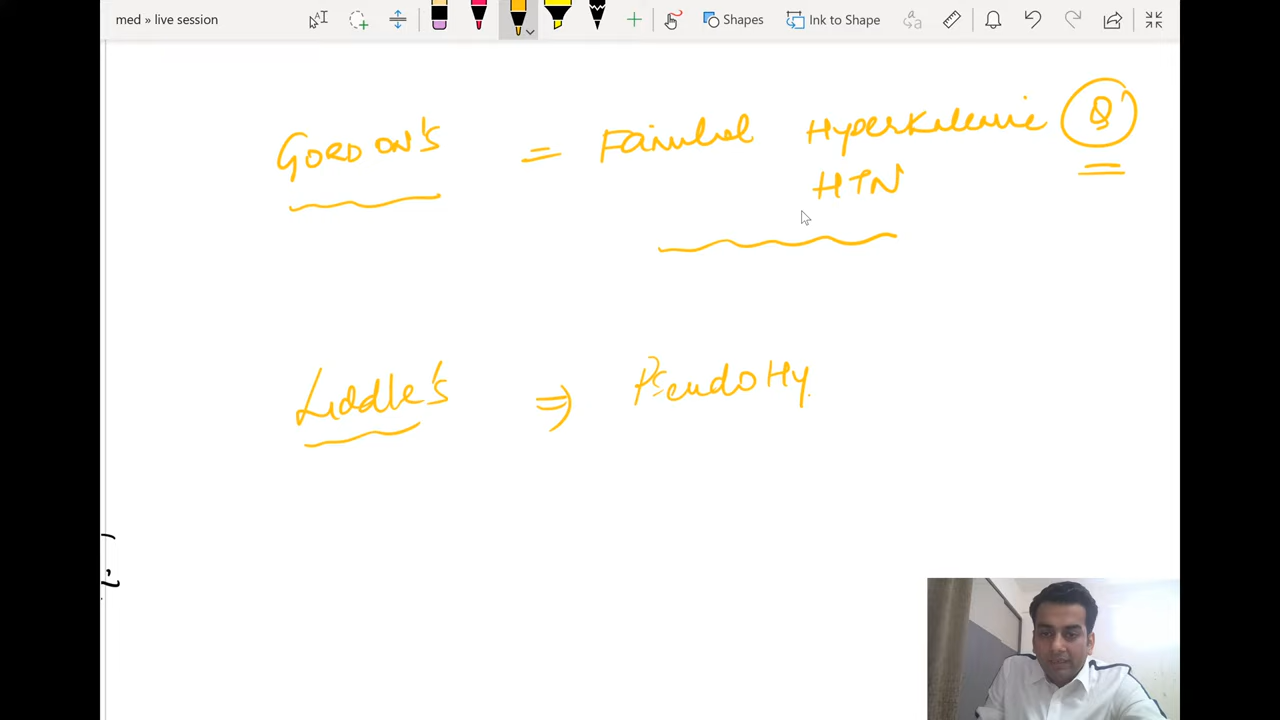 med » live session
Shapes
Ink to Shape
GORDON'S = Familial Hyperkalemic Q'
HTN
Liddle's ⇒ PseudoHy